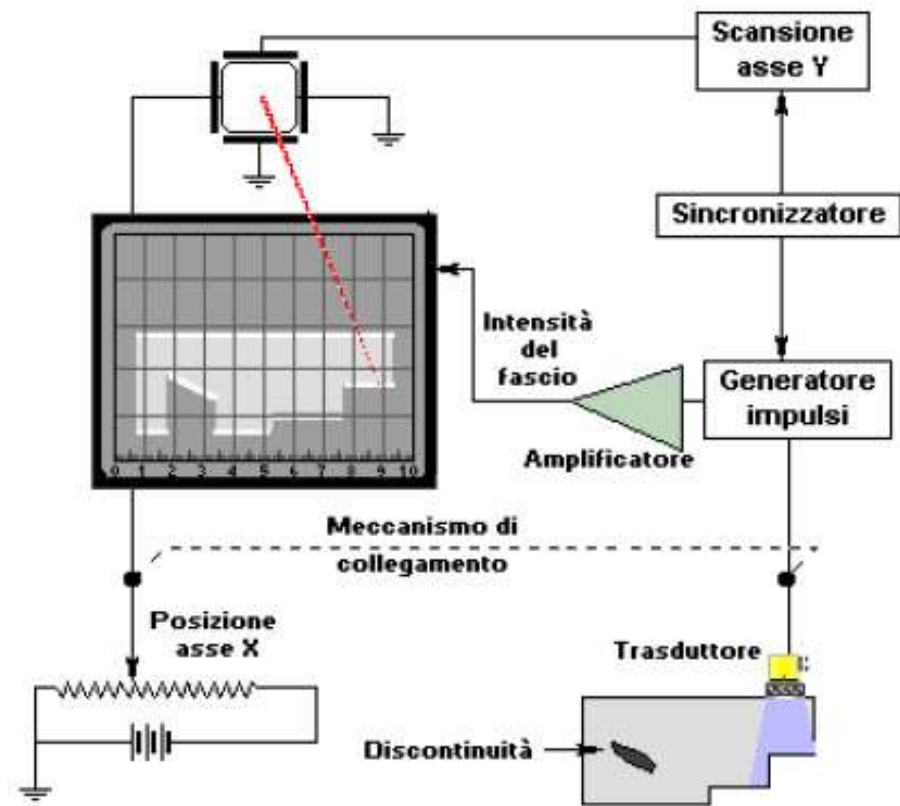 Scansione
asse Y
Sincronizzatore
Intensità
del
fascio
Generatore
impulsi
Amplificatore
0 1 2 3 4 5 6 7 8 9 10
Meccanismo di
collegamento
Posizione
asse X
Trasduttore
Discontinuità